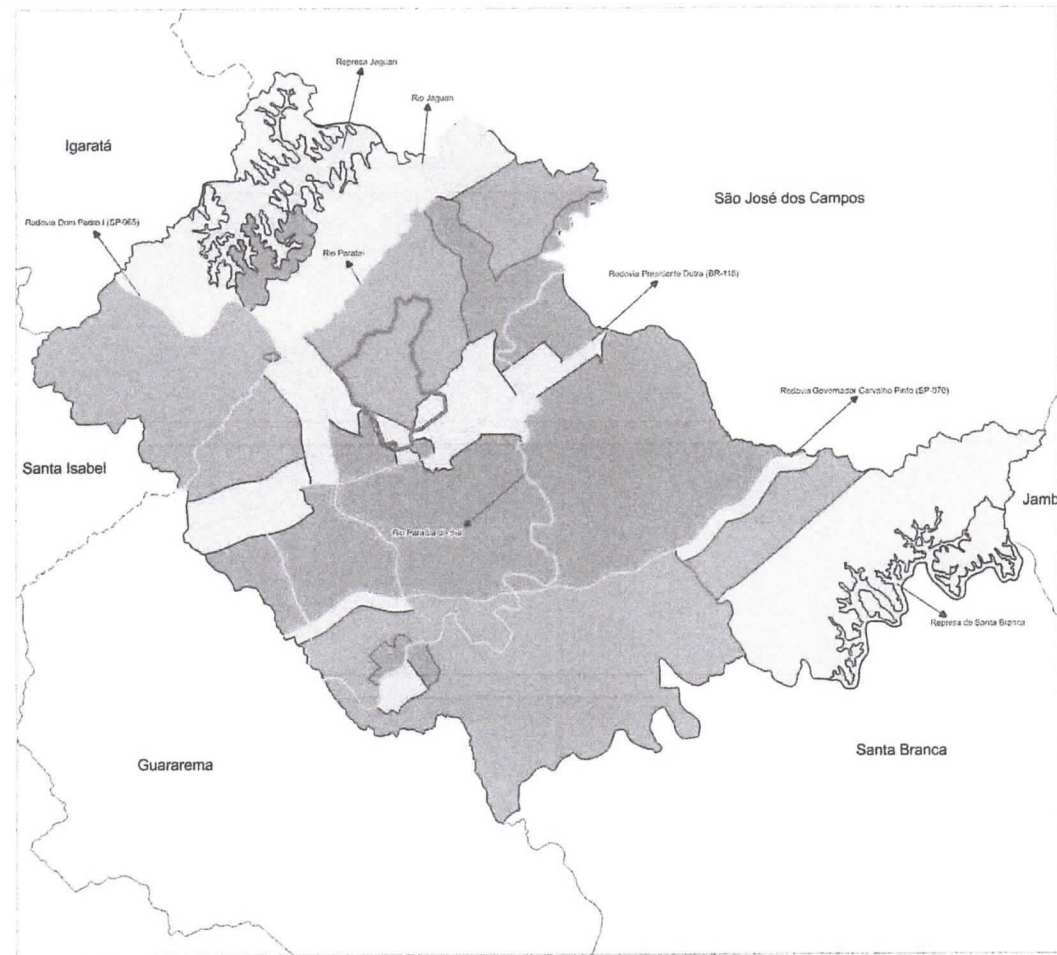 Represa Jaguari
Rio Jaguari
Igaratá
São José dos Campos
Rodovia Dom Pedro I (SP-065)
Rio Parateí
Rodovia Presidente Dutra (BR-116)
Rodovia Governador Carvalho Pinto (SP-070)
Santa Isabel
Jamb
Rio Paraíba do Sul
Represa de Santa Branca
Santa Branca
Guararema